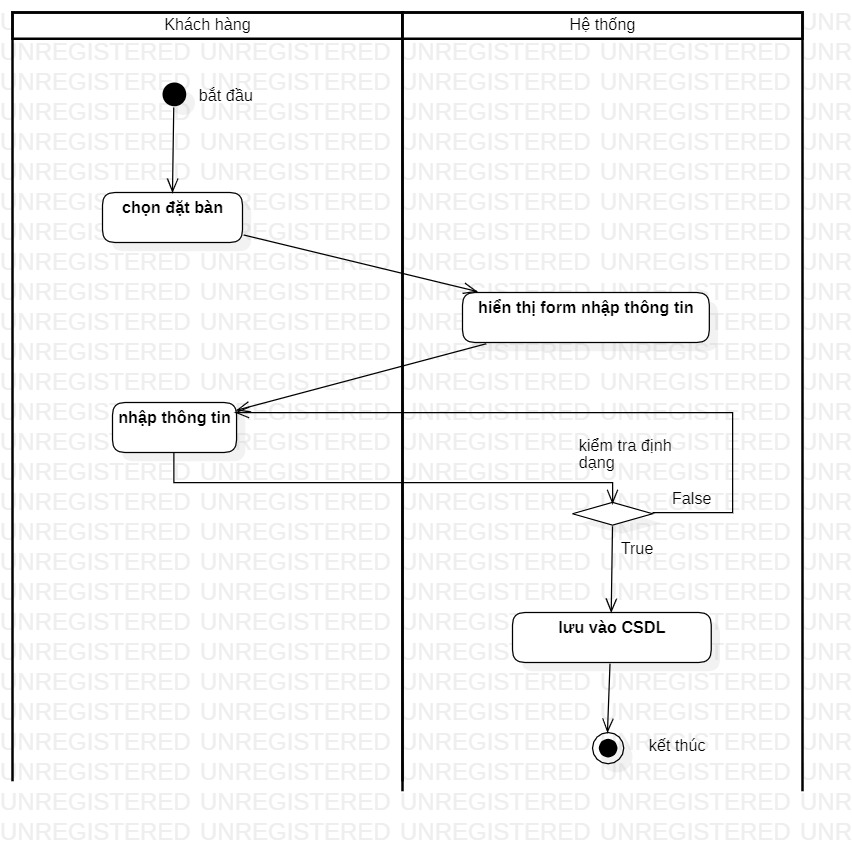 Khách hàng
Hệ thống
bắt đầu
chọn đặt bàn
hiển thị form nhập thông tin
nhập thông tin
kiểm tra định
dạng
False
True
lưu vào CSDL
kết thúc
UNREGISTERED